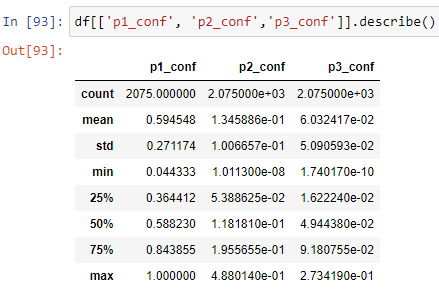 In [93]: df[['p1_conf', 'p2_conf','p3_conf']].describe()
Out[93]:
p1_conf p2_conf p3_conf
count 2075.000000 2.075000e+03 2.075000e+03
mean 0.594548 1.345886e-01 6.032417e-02
std 0.271174 1.006657e-01 5.090593e-02
min 0.044333 1.011300e-08 1.740170e-10
25% 0.364412 5.388625e-02 1.622240e-02
50% 0.588230 1.181810e-01 4.944380e-02
75% 0.843855 1.955655e-01 9.180755e-02
max 1.000000 4.880140e-01 2.734190e-01